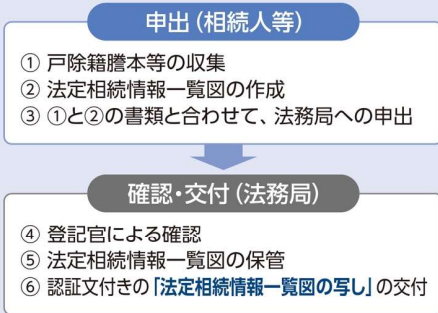 申出(相続人等)
① 戸除籍謄本等の収集
② 法定相続情報一覧図の作成
③ ①と②の書類と合わせて、法務局への申出
確認・交付(法務局)
④ 登記官による確認
⑤ 法定相続情報一覧図の保管
⑥ 認証文付きの「法定相続情報一覧図の写し」の交付